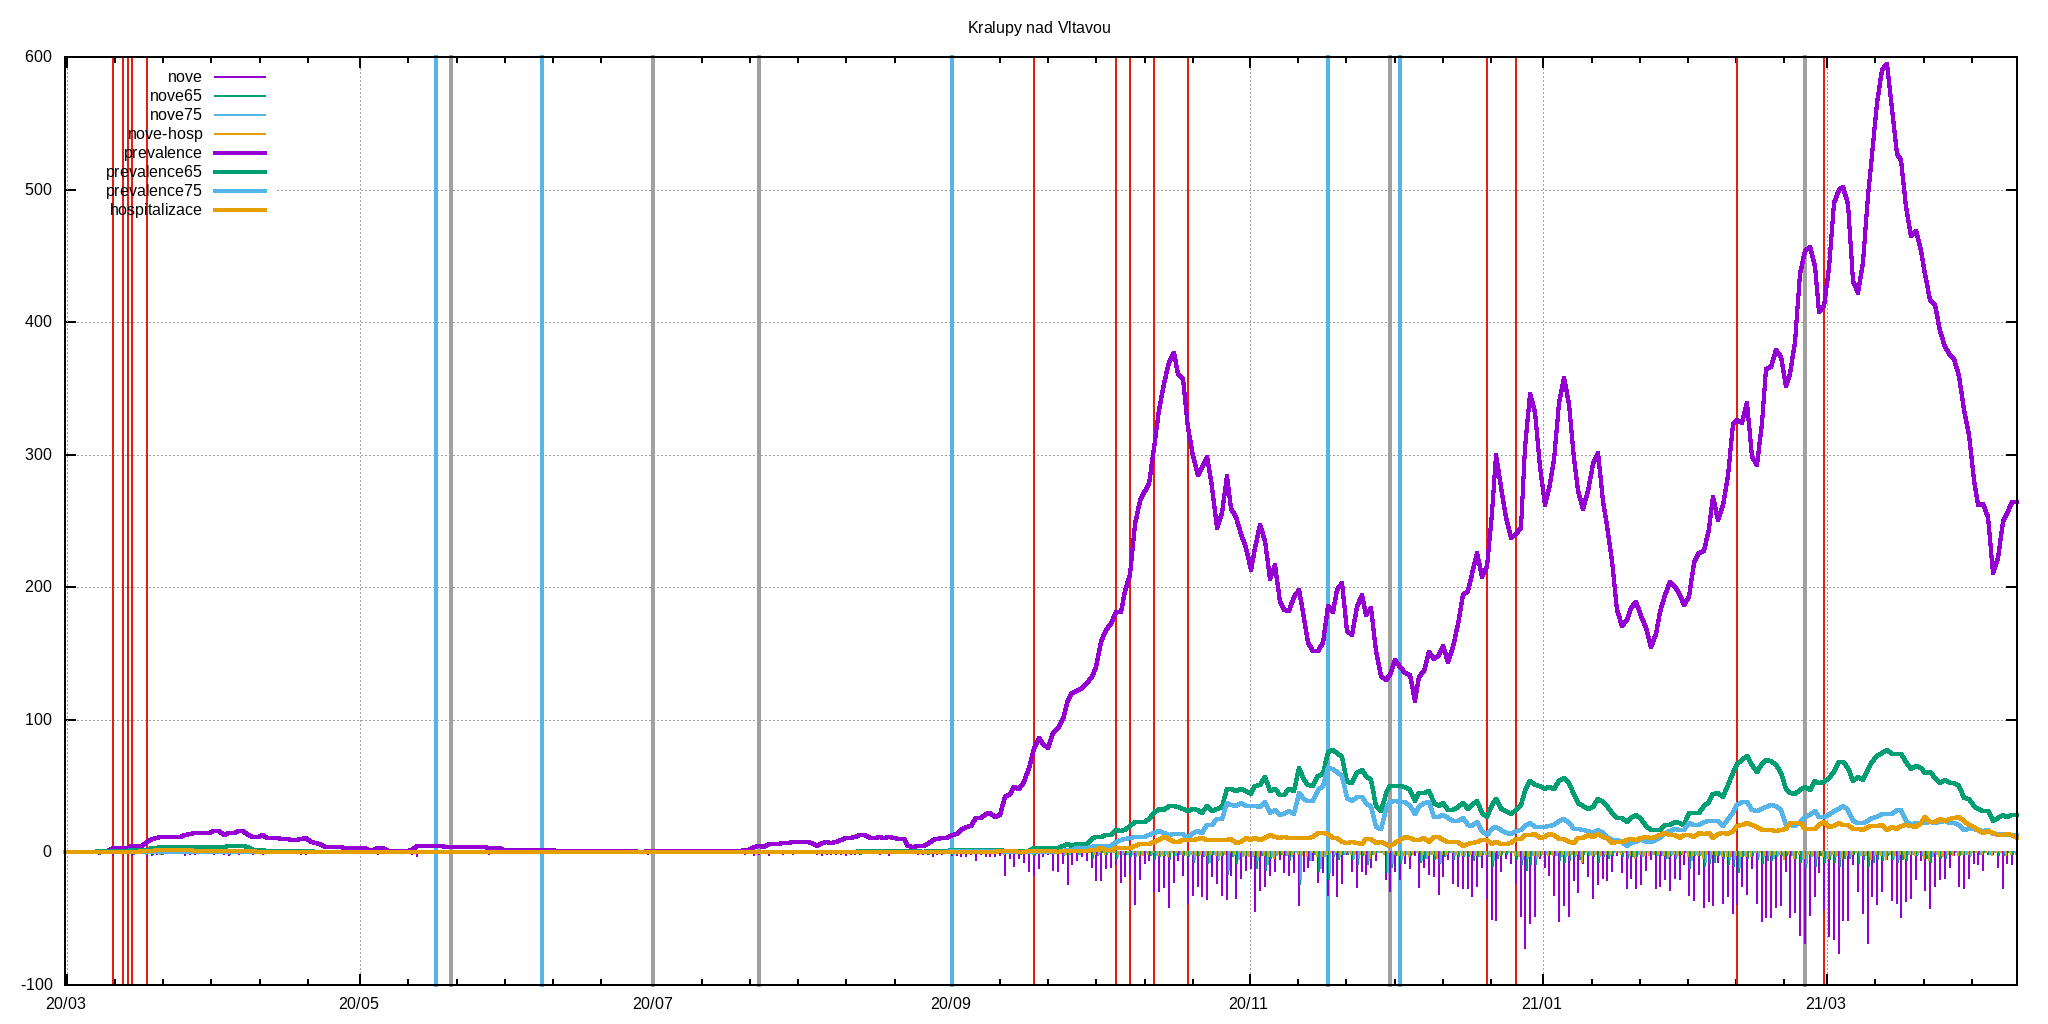 Kralupy nad Vltavou
600
500
400
300
200
100
0
-100
nove
nove65
nove75
nove-hosp
prevalence
prevalence65
prevalence75
hospitalizace
20/03 20/05 20/07 20/09 20/11 21/01 21/03